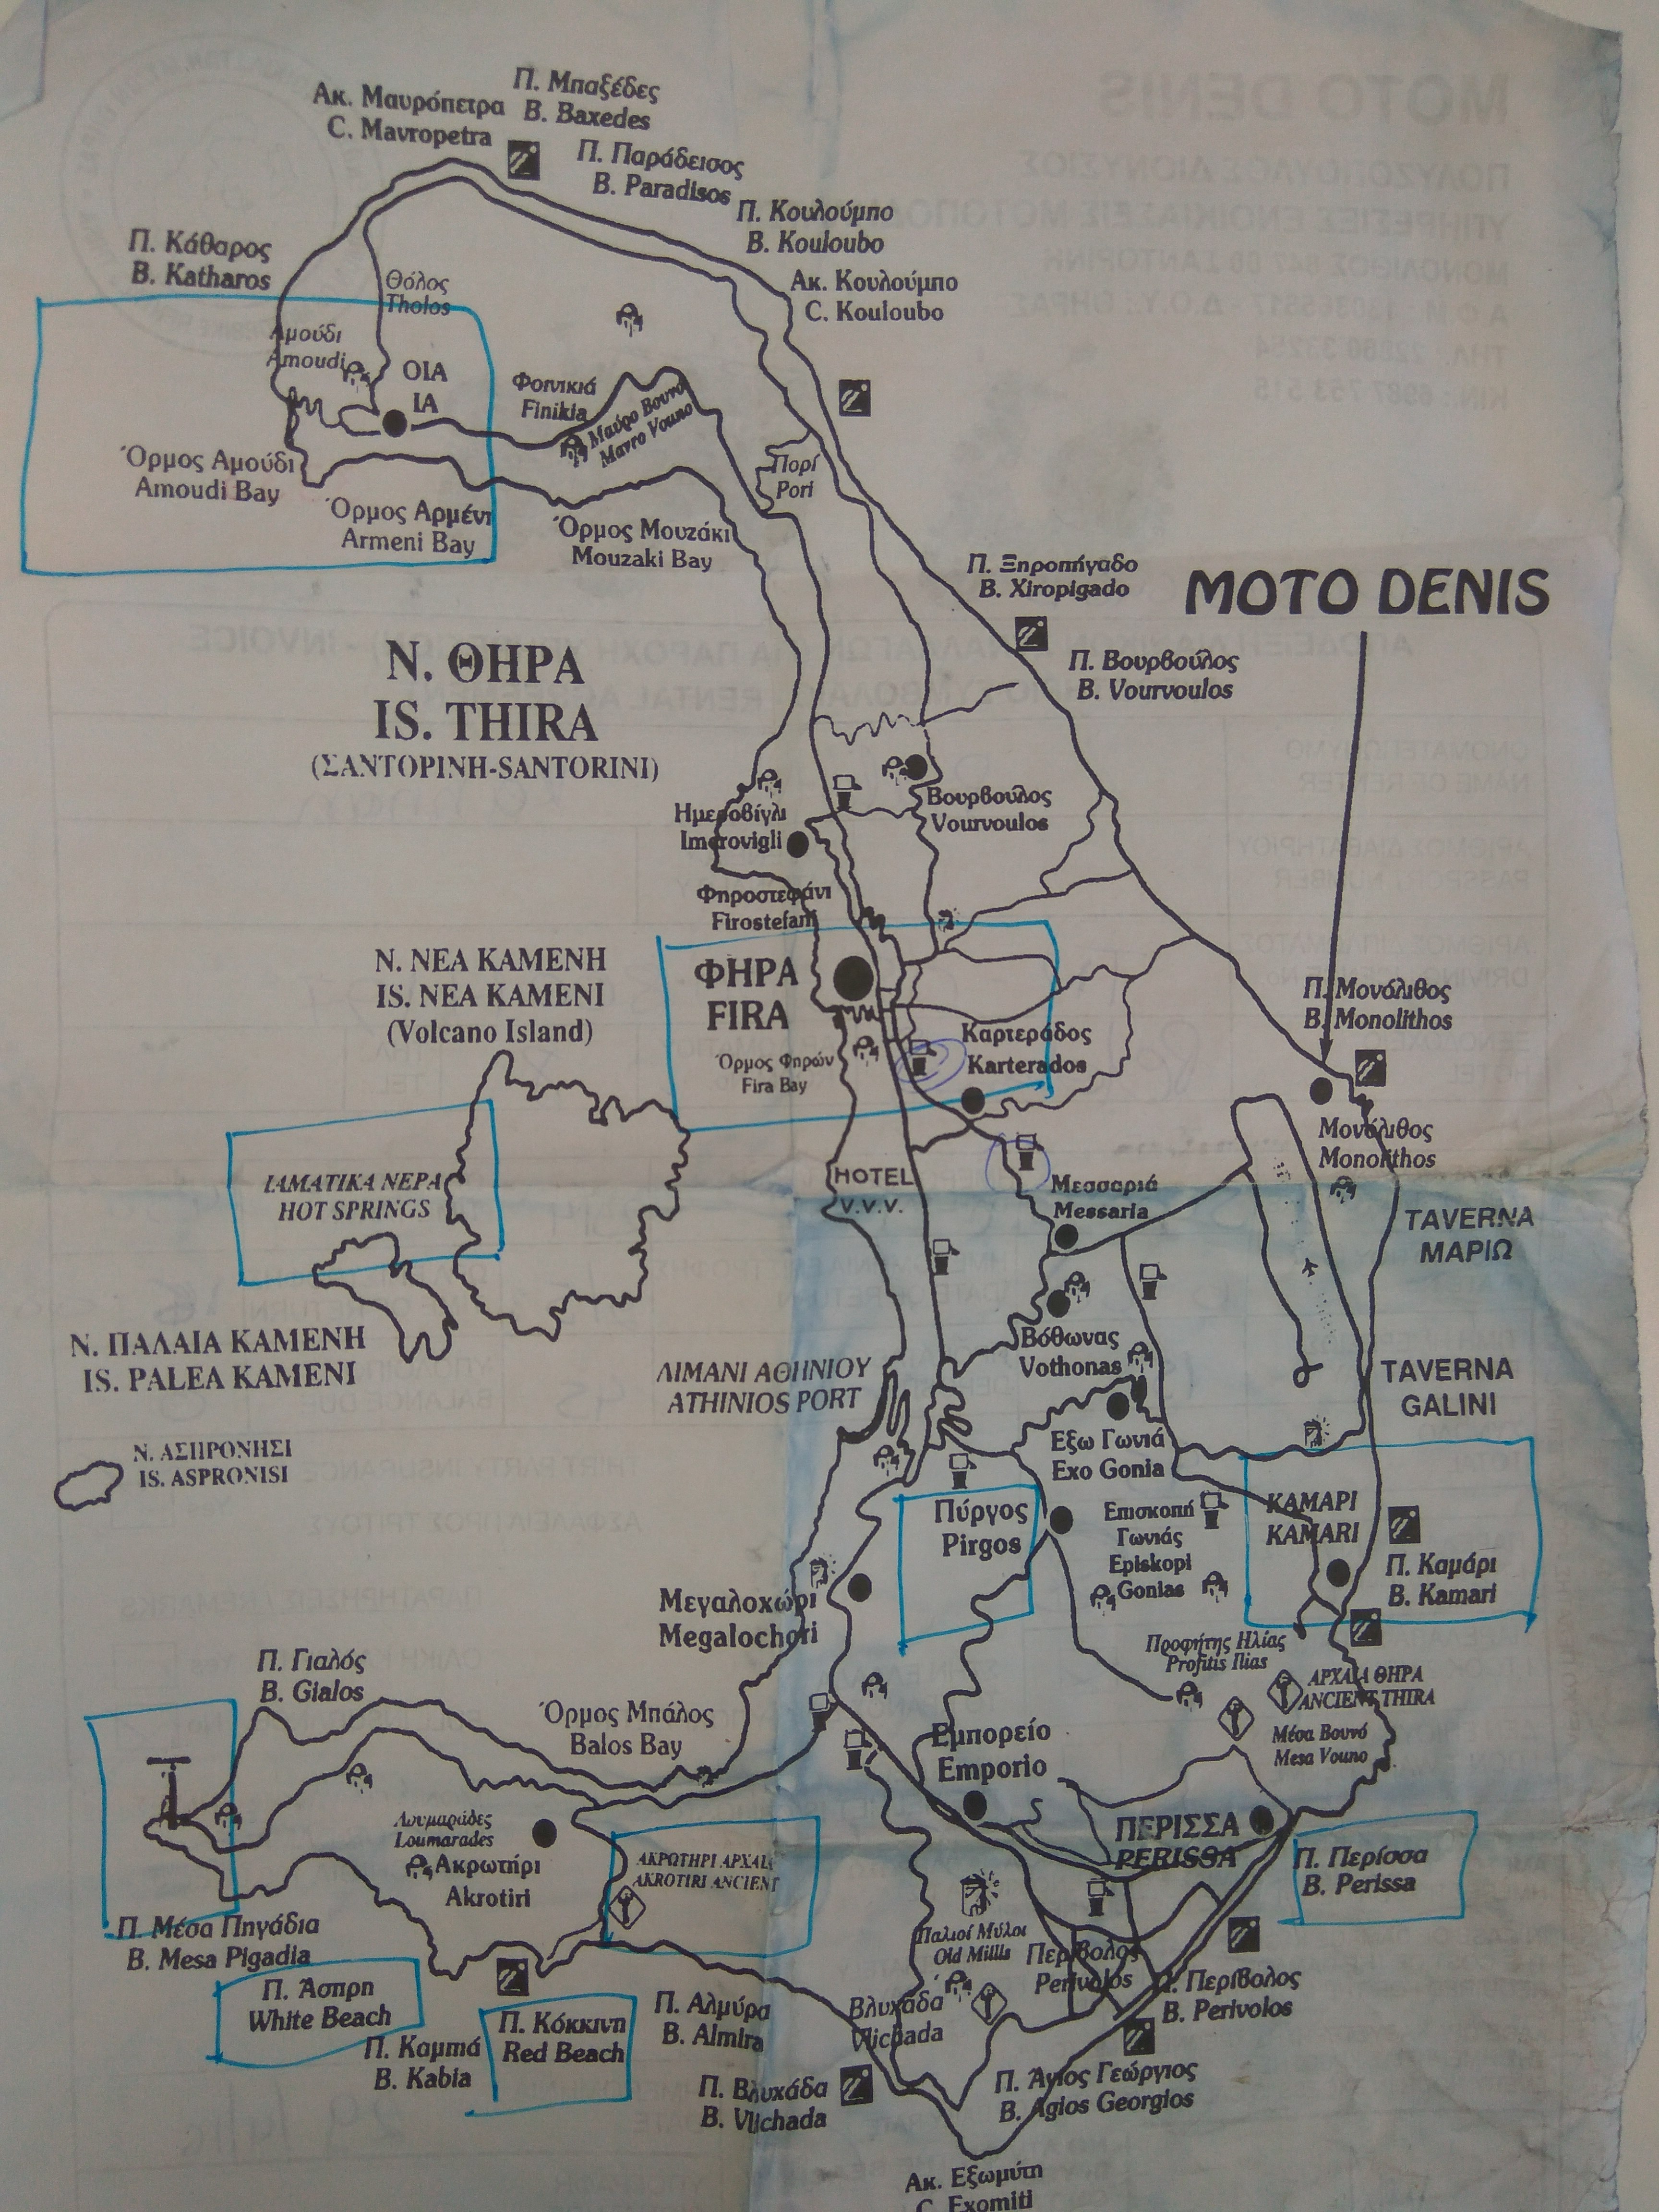 Π. Μπαξέδες
B. Baxedes
Ακ. Μαυρόπετρα
C. Mavropetra
Π. Παράδεισος
B. Paradisos
Π. Κουλούμπο
B. Kouloubo
Ακ. Κουλούμπο
C. Kouloubo
Π. Κάθαρος
B. Katharos
Θόλος
Tholos
Αμούδι
Amoudi
ΟΙΑ
IA
Φοινικιά
Finikia
Μαύρο Βουνό
Mavro Vouno
Πορί
Pori
Όρμος Αμούδι
Amoudi Bay
Όρμος Αρμένι
Armeni Bay
Όρμος Μουζάκι
Mouzaki Bay
Π. Ξηροπήγαδο
B. Xiropigado
MOTO DENIS
Π. Βουρβούλος
B. Vourvoulos
Ν. ΘΗΡΑ
IS. THIRA
(ΣΑΝΤΟΡΙΝΗ-SANTORINI)
Ημεροβίγλι
Imerovigli
Βουρβούλος
Vourvoulos
Φηροστεφάνι
Firostefani
Ν. ΝΕΑ ΚΑΜΕΝΗ
IS. NEA KAMENI
(Volcano Island)
ΦΗΡΑ
FIRA
Όρμος Φηρών
Fira Bay
Καρτεράδος
Karterados
Π. Μονόλιθος
B. Monolithos
Μονόλιθος
Monolithos
ΙΑΜΑΤΙΚΑ ΝΕΡΑ
HOT SPRINGS
HOTEL
V.V.V.
Μεσσαριά
Messaria
TAVERNA
ΜΑΡΙΩ
Ν. ΠΑΛΑΙΑ ΚΑΜΕΝΗ
IS. PALEA KAMENI
Βόθωνας
Vothonas
ΛΙΜΑΝΙ ΑΘΗΝΙΟΥ
ATHINIOS PORT
TAVERNA
GALINI
Ν. ΑΣΠΡΟΝΗΣΙ
IS. ASPRONISI
Εξω Γωνιά
Exo Gonia
Πύργος
Pirgos
Επισκοπή
Γωνιάς
Episkopi
Gonias
ΚΑΜΑΡΙ
KAMARI
Π. Καμάρι
B. Kamari
Μεγαλοχώρι
Megalochori
Προφήτης Ηλίας
Profitis Ilias
ΑΡΧΑΙΑ ΘΗΡΑ
ANCIENT THIRA
Μέσα Βουνό
Mesa Vouno
Π. Γιαλός
B. Gialos
Όρμος Μπάλος
Balos Bay
Εμπορείο
Emporio
Λουμαράδες
Loumarades
Ακρωτήρι
Akrotiri
ΑΚΡΩΤΗΡΙ ΑΡΧΑΙΑ
AKROTIRI ANCIENT
ΠΕΡΙΣΣΑ
PERISSA
Π. Περίσσα
B. Perissa
Π. Μέσα Πηγάδια
B. Mesa Pigadia
Παλιοί Μύλοι
Old Millls
Περίβολος
Perivolos
Π. Περίβολος
B. Perivolos
Π. Άσπρη
White Beach
Π. Καμπιά
B. Kabia
Π. Κόκκινη
Red Beach
Π. Αλμύρα
B. Almira
Βλυχάδα
Vlichada
Π. Βλυχάδα
B. Vlichada
Π. Άγιος Γεώργιος
B. Agios Georgios
Ακ. Εξωμύτη
C. Exomiti